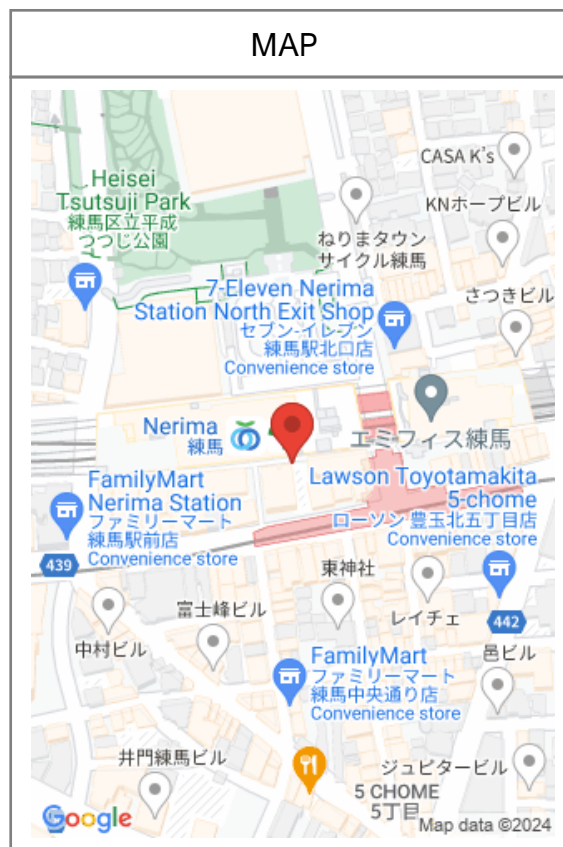 MAP
CASA K's
Heisei
Tsutsuji Park
練馬区立平成
つつじ公園
KNホープビル
ねりまタウン
サイクル練馬
7-Eleven Nerima
Station North Exit Shop
セブン-イレブン
練馬駅北口店
Convenience store
さつきビル
Nerima
練馬
エミフィス練馬
FamilyMart
Nerima Station
ファミリーマート
練馬駅前店
Convenience store
Lawson Toyotamakita
5-chome
ローソン 豊玉北五丁目店
Convenience store
439
東神社
レイチェ
442
富士峰ビル
中村ビル
邑ビル
FamilyMart
ファミリーマート
練馬中央通り店
Convenience store
井門練馬ビル
ジュピタービル
5 CHOME
5丁目
Google
Map data ©2024